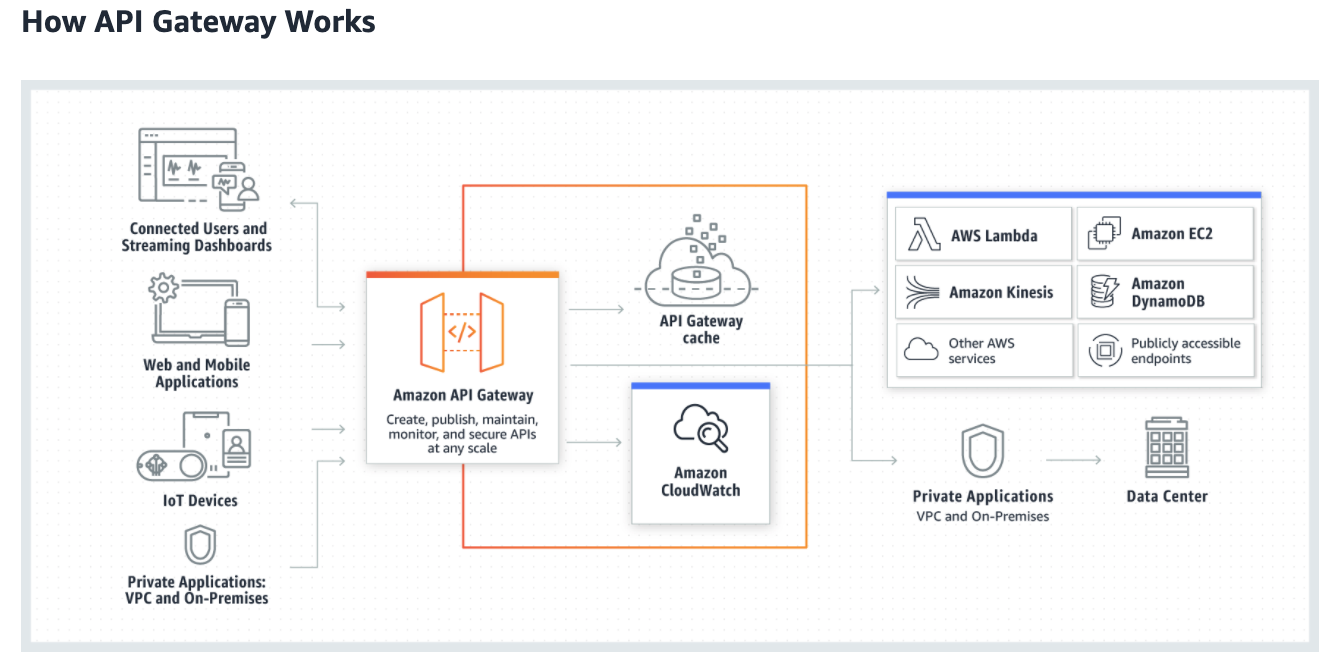 How API Gateway Works
Connected Users and
Streaming Dashboards
Web and Mobile
Applications
IoT Devices
Private Applications:
VPC and On-Premises
</>
Amazon API Gateway
Create, publish, maintain,
monitor, and secure APIs
at any scale
API Gateway
cache
Amazon
CloudWatch
AWS Lambda
Amazon EC2
Amazon Kinesis
Amazon
DynamoDB
Other AWS
services
Publicly accessible
endpoints
Private Applications
VPC and On-Premises
Data Center